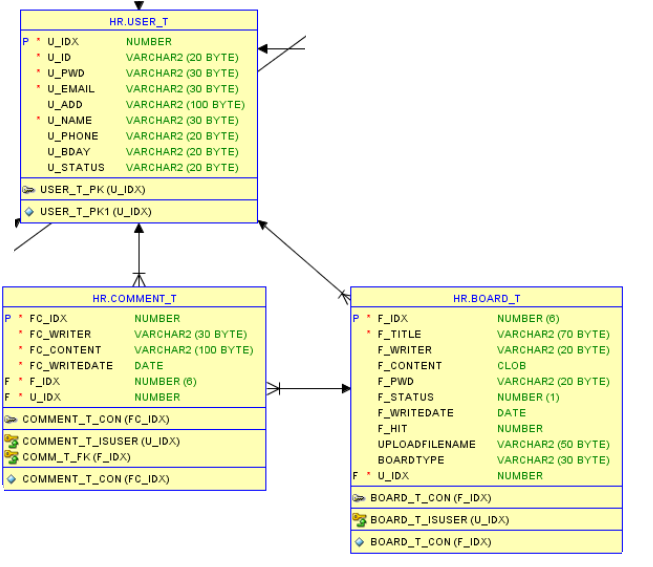 HR.USER_T
P * U_IDX NUMBER
* U_ID VARCHAR2 (20 BYTE)
* U_PWD VARCHAR2 (30 BYTE)
* U_EMAIL VARCHAR2 (30 BYTE)
U_ADD VARCHAR2 (100 BYTE)
* U_NAME VARCHAR2 (30 BYTE)
U_PHONE VARCHAR2 (20 BYTE)
U_BDAY VARCHAR2 (20 BYTE)
U_STATUS VARCHAR2 (20 BYTE)
USER_T_PK (U_IDX)
USER_T_PK1 (U_IDX)
HR.COMMENT_T
P * FC_IDX NUMBER
* FC_WRITER VARCHAR2 (30 BYTE)
* FC_CONTENT VARCHAR2 (100 BYTE)
* FC_WRITEDATE DATE
F * F_IDX NUMBER (6)
F * U_IDX NUMBER
COMMENT_T_CON (FC_IDX)
COMMENT_T_ISUSER (U_IDX)
COMM_T_FK (F_IDX)
COMMENT_T_CON (FC_IDX)
HR.BOARD_T
P * F_IDX NUMBER (6)
* F_TITLE VARCHAR2 (70 BYTE)
F_WRITER VARCHAR2 (20 BYTE)
F_CONTENT CLOB
F_PWD VARCHAR2 (20 BYTE)
F_STATUS NUMBER (1)
F_WRITEDATE DATE
F_HIT NUMBER
UPLOADFILENAME VARCHAR2 (50 BYTE)
BOARDTYPE VARCHAR2 (30 BYTE)
F * U_IDX NUMBER
BOARD_T_CON (F_IDX)
BOARD_T_ISUSER (U_IDX)
BOARD_T_CON (F_IDX)